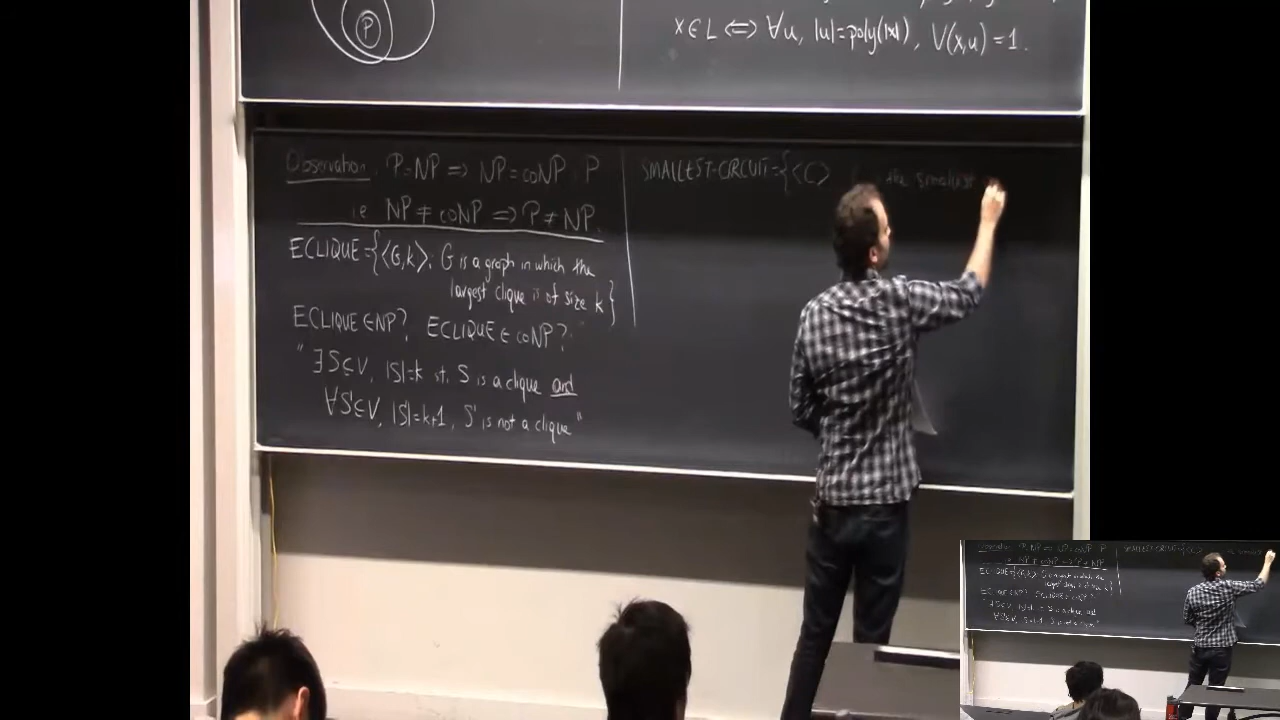 P
x ∈ L ⟺ ∀u, |u|=poly(|x|), V(x,u)=1.
Observation: P=NP ⟹ NP=coNP=P
ie NP≠coNP ⟹ P≠NP.
ECLIQUE={⟨G,k⟩, G is a graph in which the
largest clique is of size k}
ECLIQUE∈NP? ECLIQUE∈coNP?
"∃S⊆V, |S|=k st. S is a clique and
∀S'⊆V, |S'|=k+1, S' is not a clique"
SMALLEST-CIRCUIT={⟨C⟩ the smallest